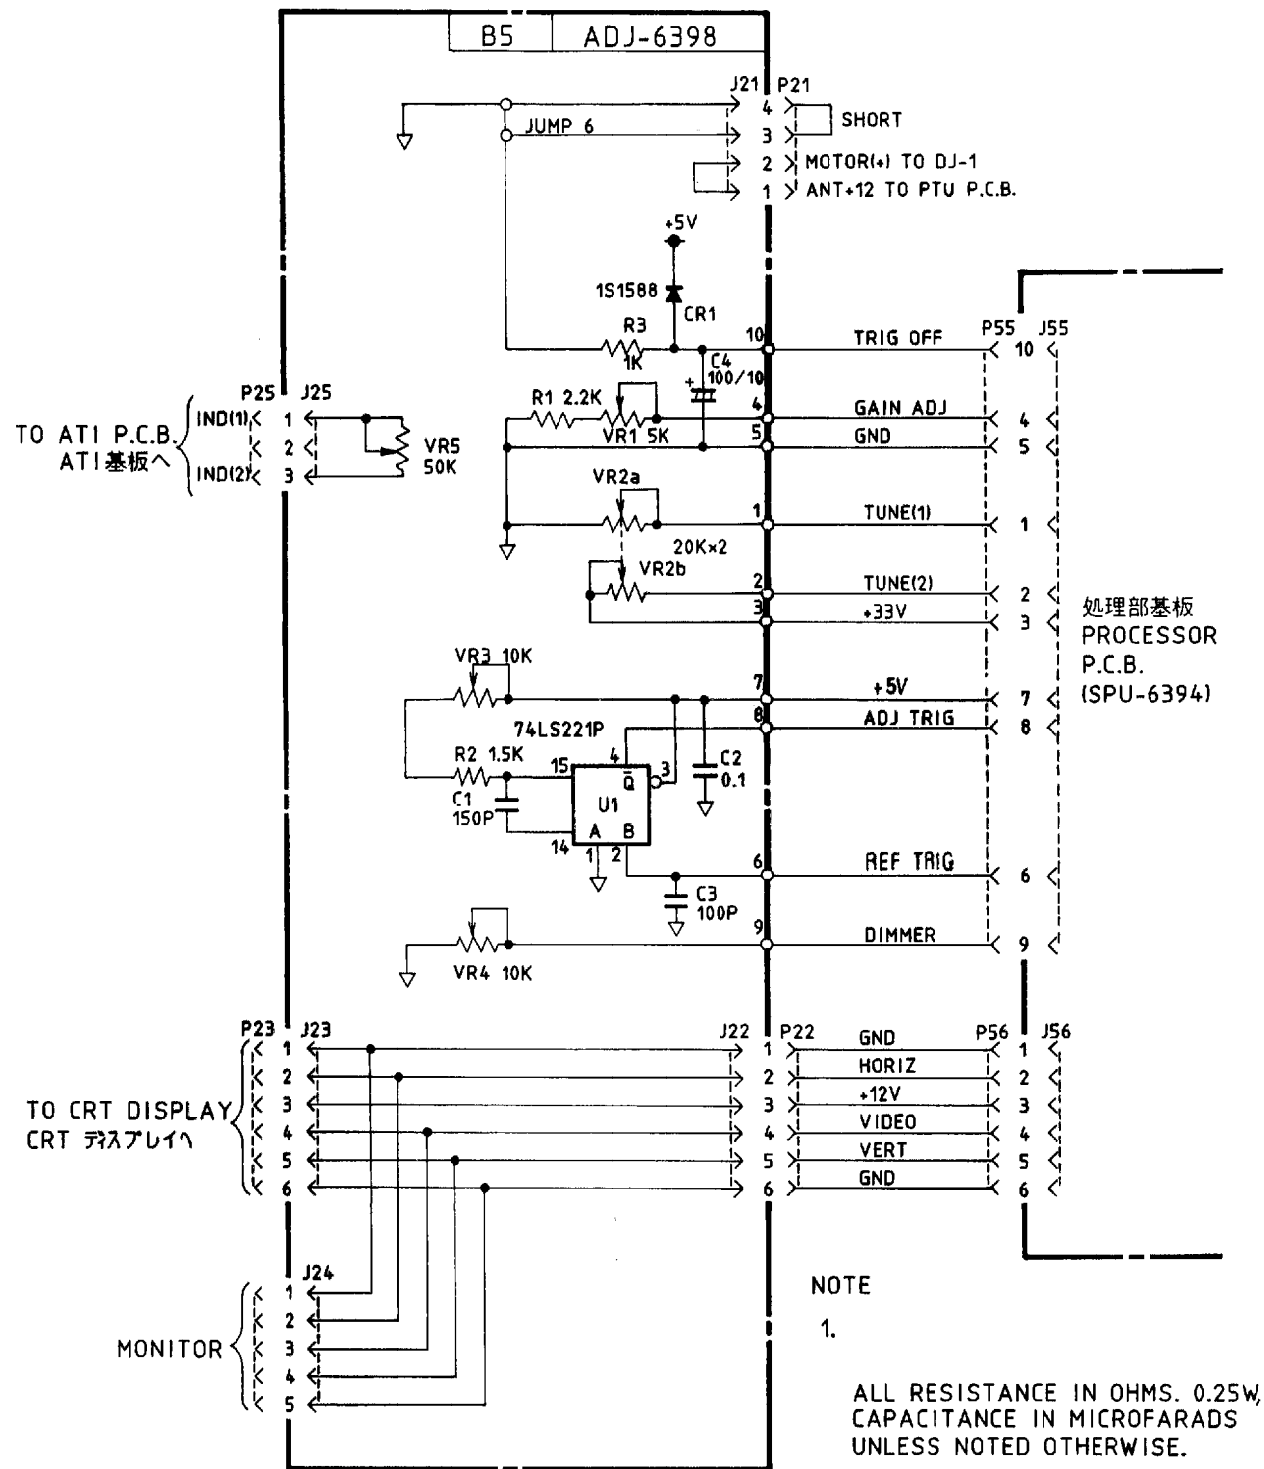 B5 ADJ-6398
J21 P21
4
SHORT
JUMP 6
3
2 MOTOR(+) TO DJ-1
1 ANT+12 TO PTU P.C.B.
+5V
1S1588
CR1
R3
1K
10 TRIG OFF
P55 J55
10
C4
+ 100/10
P25 J25
IND(1) 1
2
IND(2) 3
TO ATI P.C.B.
ATI基板へ
VR5
50K
R1 2.2K
VR1 5K
4 GAIN ADJ 4
5 GND 5
VR2a
1 TUNE(1) 1
20K×2
VR2b
2 TUNE(2) 2
3 +33V 3
処理部基板
PROCESSOR
P.C.B.
(SPU-6394)
VR3 10K
7 +5V 7
8 ADJ TRIG 8
74LS221P
R2 1.5K
C1
150P
15 4 3
Q̅
U1
A B
14 1 2
C2
0.1
6 REF TRIG 6
C3
100P
9 DIMMER 9
VR4 10K
P23 J23
J22 P22
P56 J56
1 1 GND 1
2 2 HORIZ 2
3 3 +12V 3
4 4 VIDEO 4
5 5 VERT 5
6 6 GND 6
TO CRT DISPLAY
CRT ディスプレイへ
J24
1
2
3
4
5
MONITOR
NOTE
1.
ALL RESISTANCE IN OHMS. 0.25W,
CAPACITANCE IN MICROFARADS
UNLESS NOTED OTHERWISE.